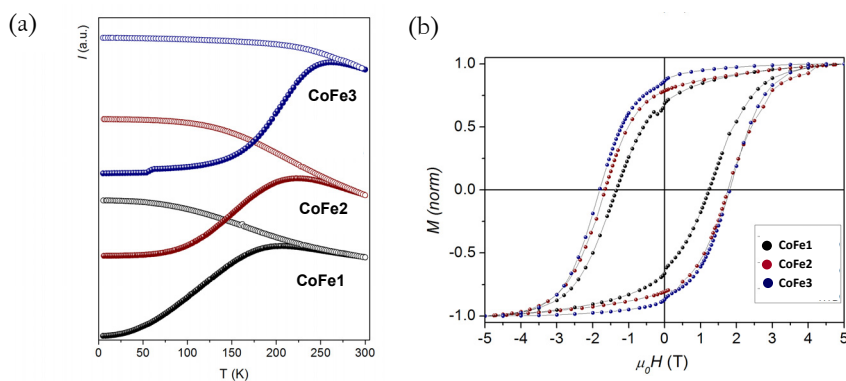 (a)
I (a.u.)
CoFe3
CoFe2
CoFe1
0 50 100 150 200 250 300
T (K)
(b)
1.0
0.5
0.0
-0.5
-1.0
M (norm)
-5 -4 -3 -2 -1 0 1 2 3 4 5
μ₀H (T)
CoFe1
CoFe2
CoFe3